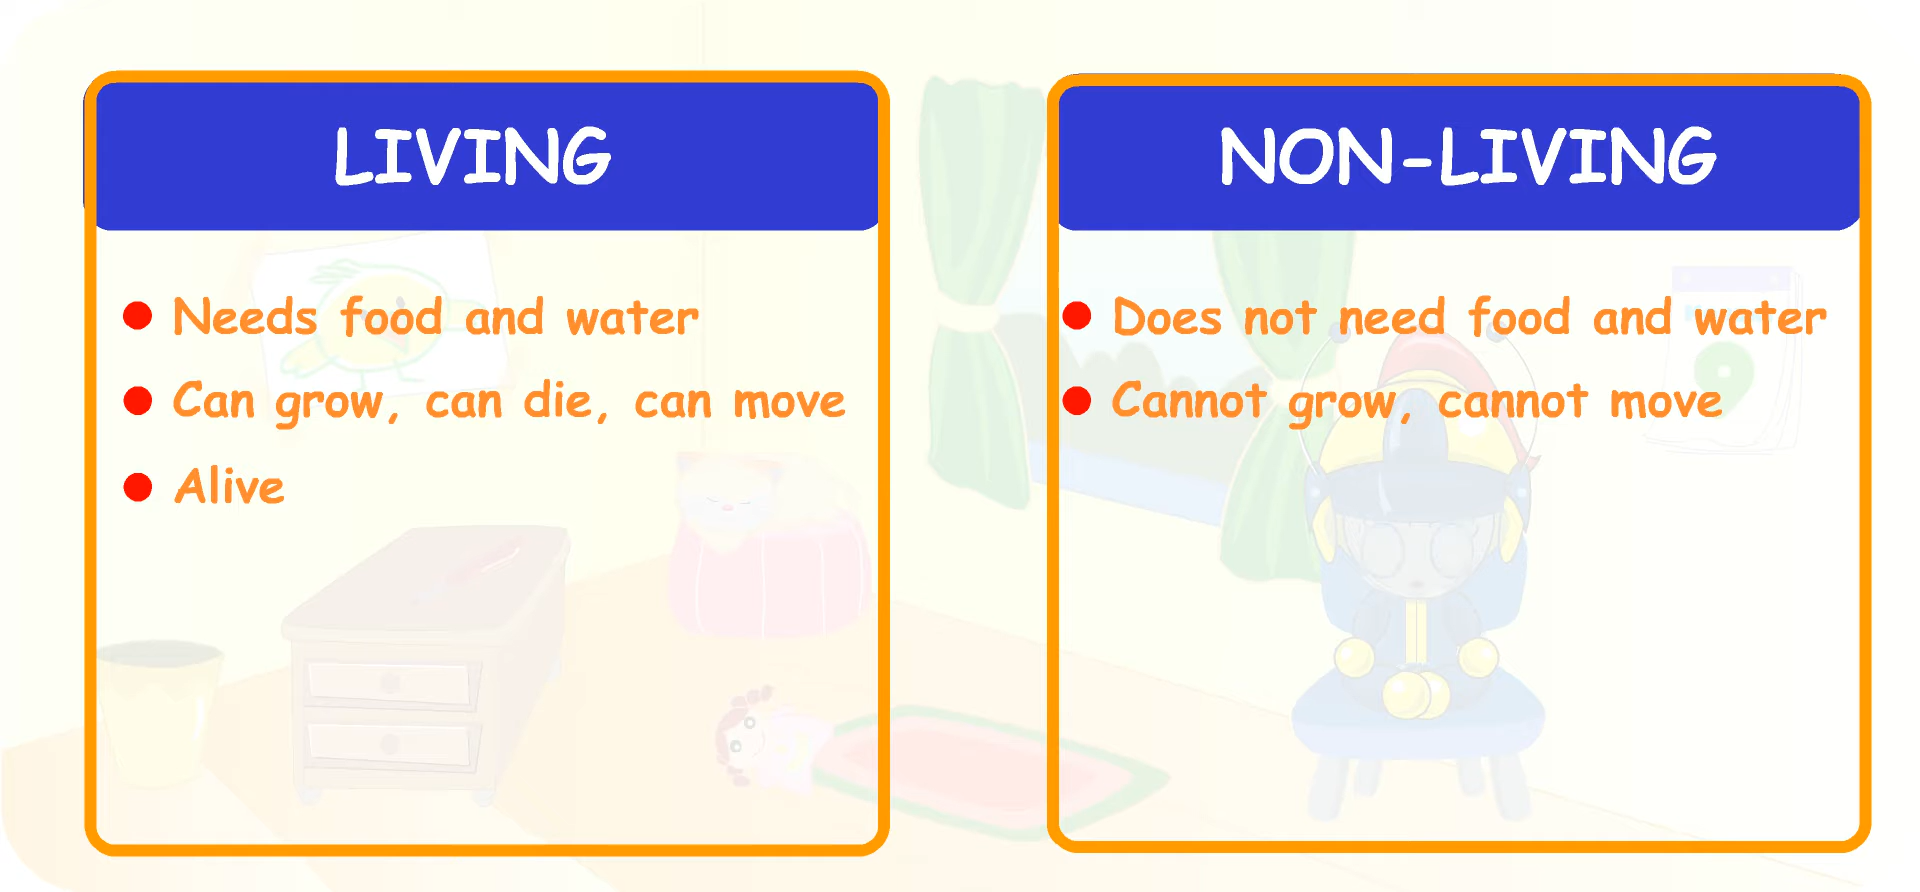 LIVING
Needs food and water
Can grow, can die, can move
Alive
NON-LIVING
Does not need food and water
Cannot grow, cannot move